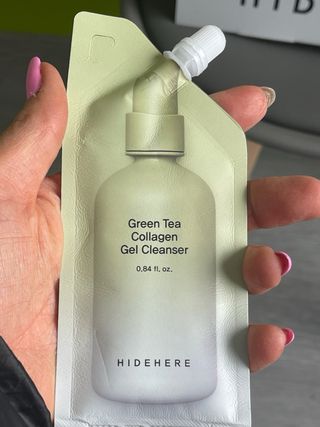 Green Tea
Collagen
Gel Cleanser
0.84 fl. oz.
HIDEHERE